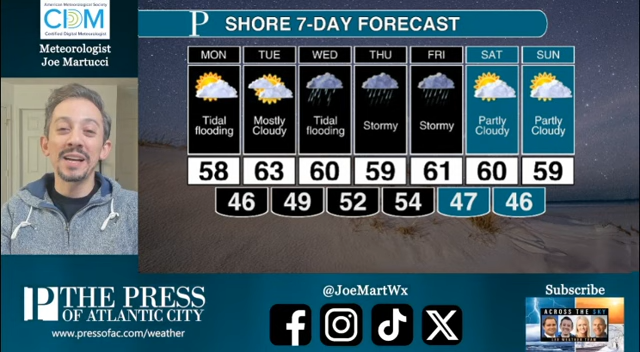 American Meteorological Society
CDM
Certified Digital Meteorologist
Meteorologist
Joe Martucci
P SHORE 7-DAY FORECAST
MON TUE WED THU FRI SAT SUN
Tidal flooding
Mostly Cloudy
Tidal flooding
Stormy
Stormy
Partly Cloudy
Partly Cloudy
58 63 60 59 61 60 59
46 49 52 54 47 46
P THE PRESS
OF ATLANTIC CITY
www.pressofac.com/weather
@JoeMartWx
Subscribe
ACROSS THE SKY